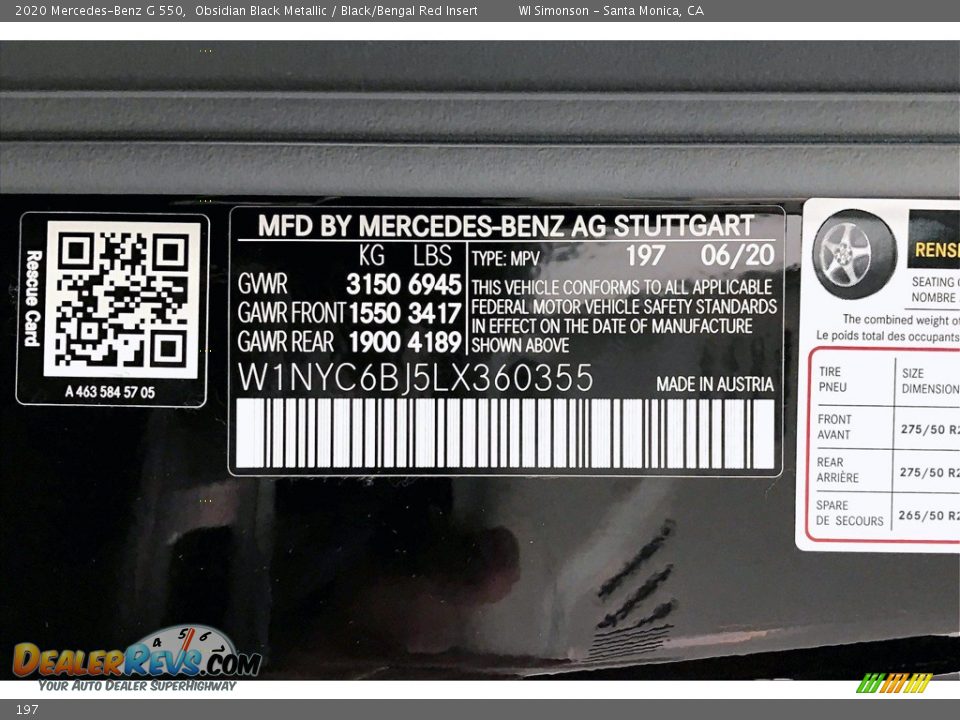 2020 Mercedes-Benz G 550, Obsidian Black Metallic / Black/Bengal Red Insert WI Simonson - Santa Monica, CA
Rescue Card
A 463 584 57 05
MFD BY MERCEDES-BENZ AG STUTTGART
KG LBS
GVWR 3150 6945
GAWR FRONT 1550 3417
GAWR REAR 1900 4189
TYPE: MPV 197 06/20
THIS VEHICLE CONFORMS TO ALL APPLICABLE
FEDERAL MOTOR VEHICLE SAFETY STANDARDS
IN EFFECT ON THE DATE OF MANUFACTURE
SHOWN ABOVE
W1NYC6BJ5LX360355 MADE IN AUSTRIA
SEATING
NOMBRE
The combined weight of
Le poids total des occupants
TIRE SIZE
PNEU DIMENSION
FRONT
AVANT 275/50
REAR
ARRIÈRE 275/50
SPARE
DE SECOURS 265/50
4 5 6
DEALERREVS.COM
YOUR AUTO DEALER SUPERHIGHWAY
197